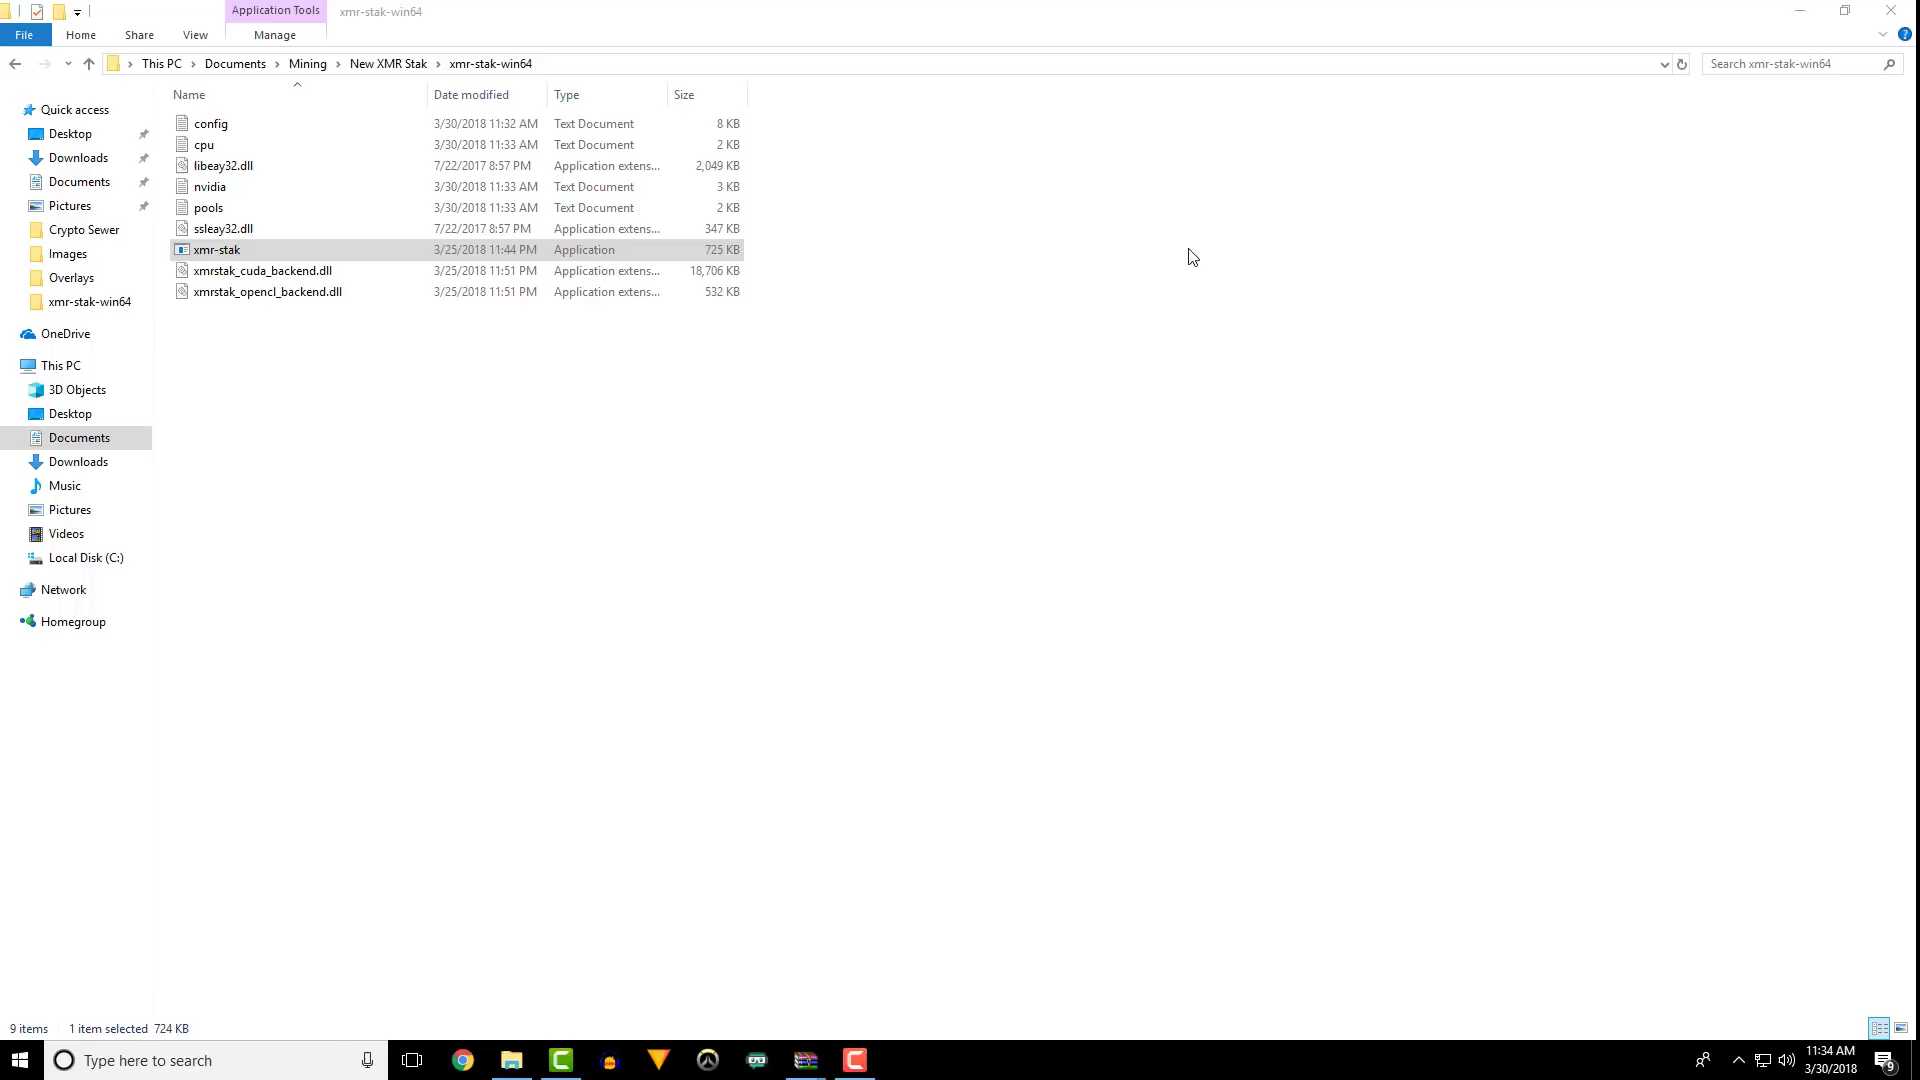 Application Tools
xmr-stak-win64
File
Home
Share
View
Manage
This PC
Documents
Mining
New XMR Stak
xmr-stak-win64
Search xmr-stak-win64
Name
Date modified
Type
Size
config 3/30/2018 11:32 AM Text Document 8 KB
cpu 3/30/2018 11:33 AM Text Document 2 KB
libeay32.dll 7/22/2017 8:57 PM Application extens... 2,049 KB
nvidia 3/30/2018 11:33 AM Text Document 3 KB
pools 3/30/2018 11:33 AM Text Document 2 KB
ssleay32.dll 7/22/2017 8:57 PM Application extens... 347 KB
xmr-stak 3/25/2018 11:44 PM Application 725 KB
xmrstak_cuda_backend.dll 3/25/2018 11:51 PM Application extens... 18,706 KB
xmrstak_opencl_backend.dll 3/25/2018 11:51 PM Application extens... 532 KB
Quick access
Desktop
Downloads
Documents
Pictures
Crypto Sewer
Images
Overlays
xmr-stak-win64
OneDrive
This PC
3D Objects
Desktop
Documents
Downloads
Music
Pictures
Videos
Local Disk (C:)
Network
Homegroup
9 items
1 item selected 724 KB
Type here to search
11:34 AM
3/30/2018
9